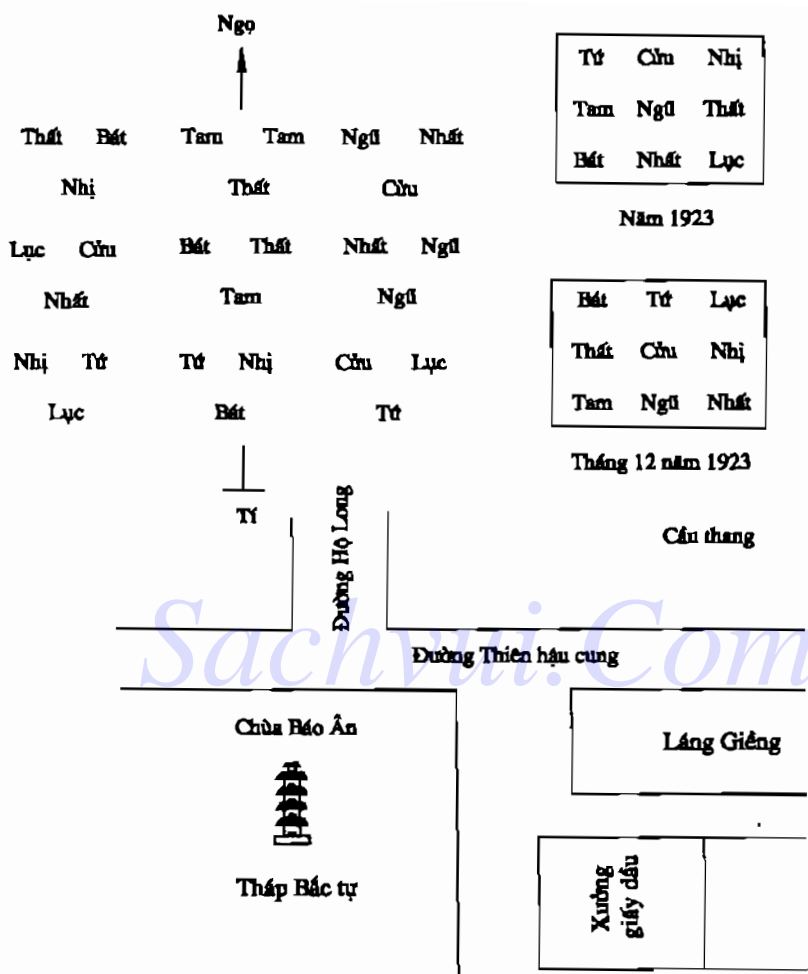 Ngọ
Thất Bát Tam Tam Ngũ Nhất
Nhị Thất Cửu
Lục Cửu Bát Thất Nhất Ngũ
Nhất Tam Ngũ
Nhị Tứ Tứ Nhị Cửu Lục
Lục Bát Tứ
Tí
Tứ Cửu Nhị
Tam Ngũ Thất
Bát Nhất Lục
Năm 1923
Bát Tứ Lục
Thất Cửu Nhị
Tam Ngũ Nhất
Tháng 12 năm 1923
Cầu thang
Đường Hộ Long
Sachvui.Com
Đường Thiên hậu cung
Chùa Báo Ân
Láng Giềng
Tháp Bắc tự
Xưởng
giấy dầu